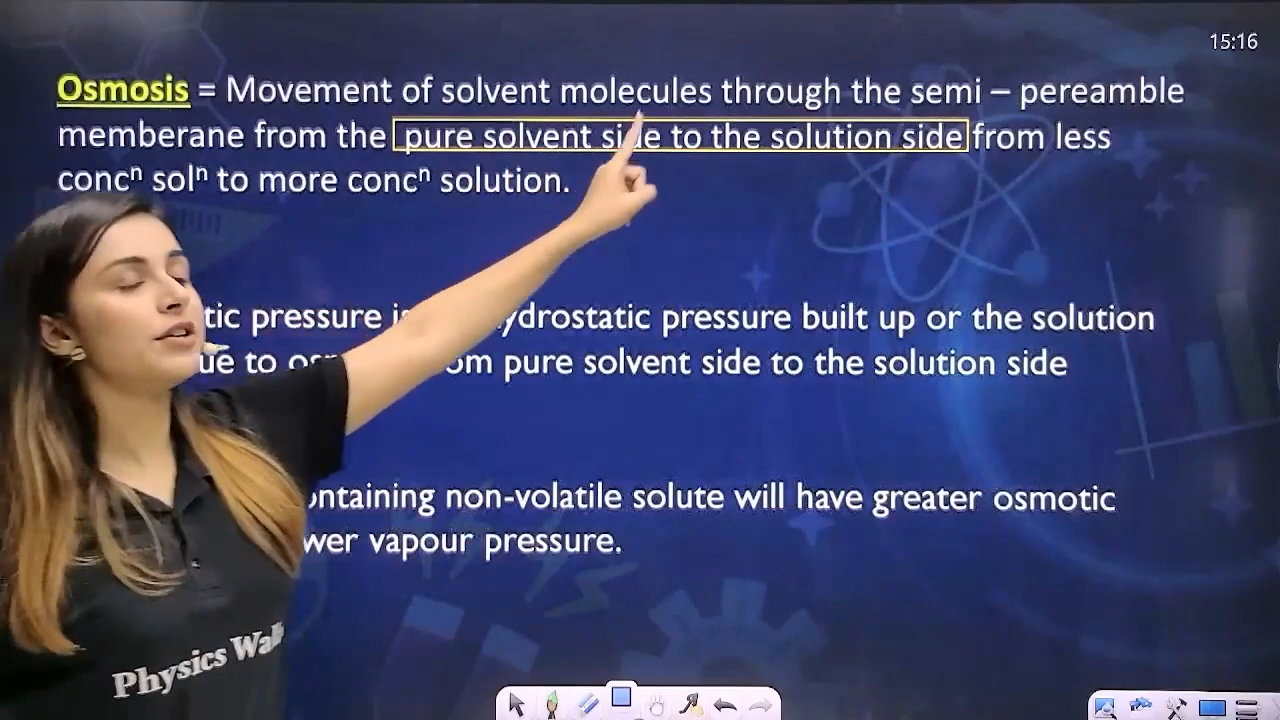 15:16
Osmosis = Movement of solvent molecules through the semi – pereamble
memberane from the pure solvent side to the solution side from less
concⁿ solⁿ to more concⁿ solution.
tic pressure is ydrostatic pressure built up or the solution
ue to os om pure solvent side to the solution side
ontaining non-volatile solute will have greater osmotic
wer vapour pressure.
Physics Wal